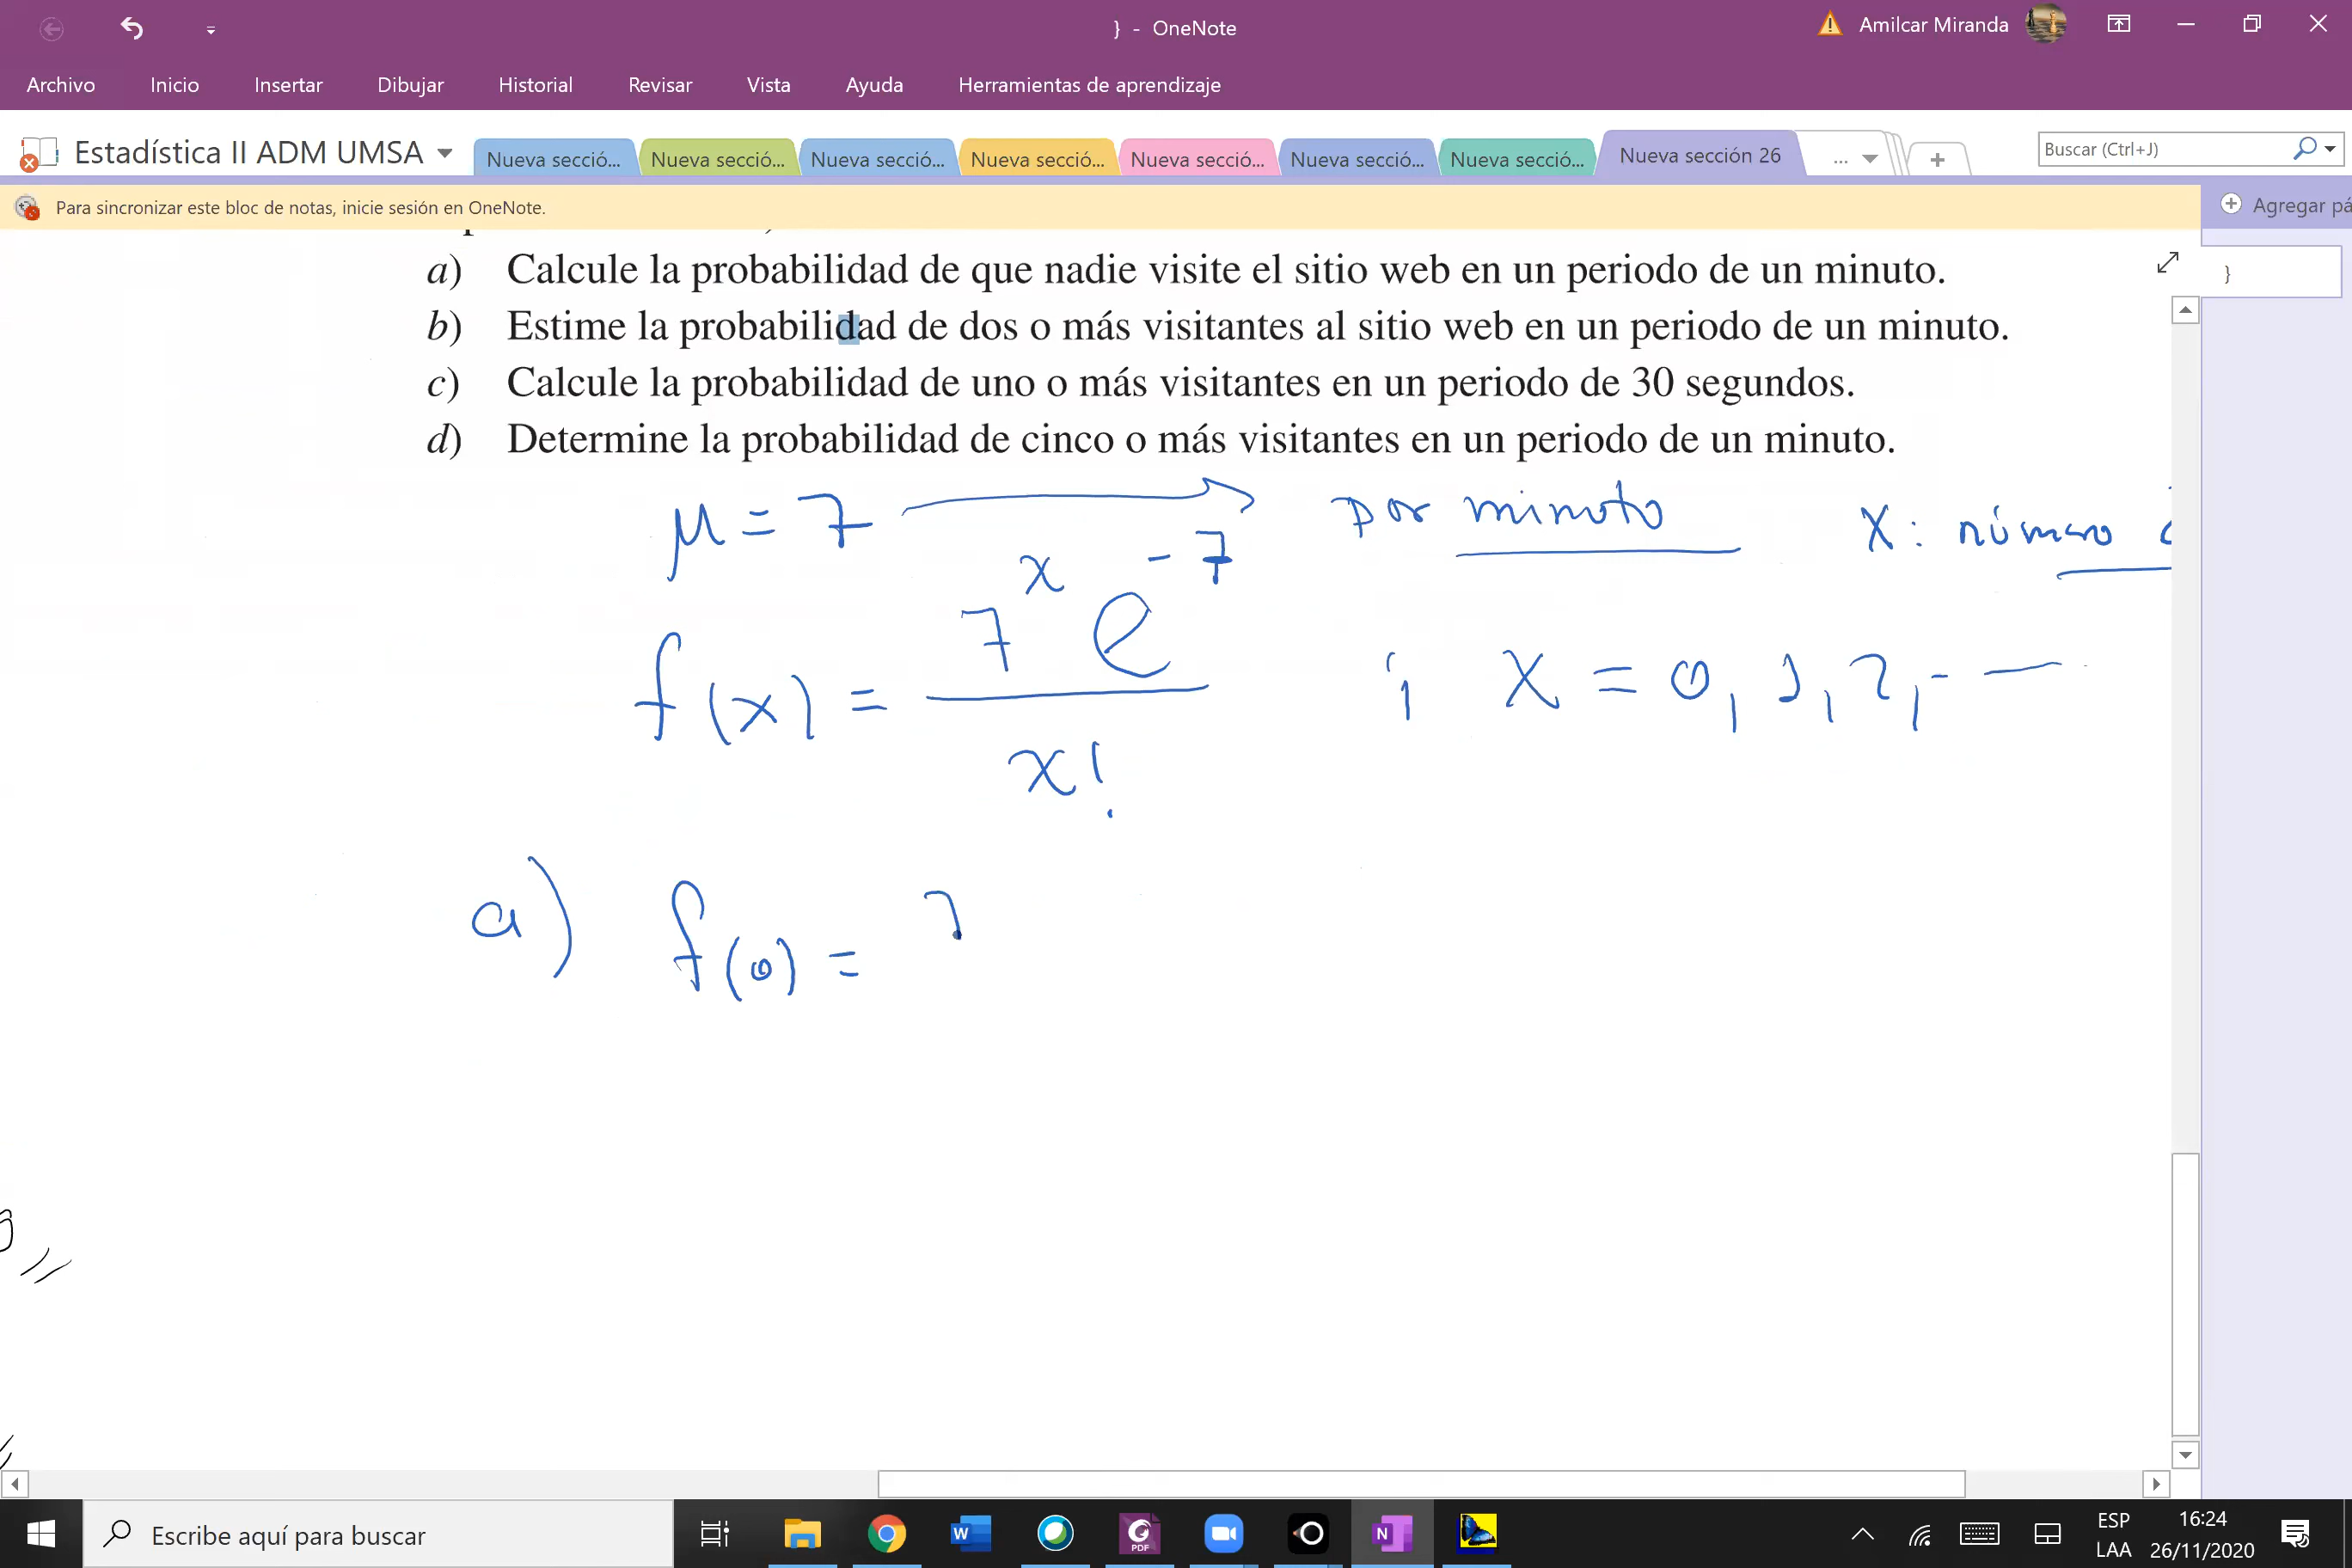 } - OneNote
Amilcar Miranda
Archivo Inicio Insertar Dibujar Historial Revisar Vista Ayuda Herramientas de aprendizaje
Estadística II ADM UMSA
Nueva secció... Nueva secció... Nueva secció... Nueva secció... Nueva secció... Nueva secció... Nueva secció... Nueva sección 26 ... +
Buscar (Ctrl+J)
Para sincronizar este bloc de notas, inicie sesión en OneNote.
Agregar pá
}
a) Calcule la probabilidad de que nadie visite el sitio web en un periodo de un minuto.
b) Estime la probabilidad de dos o más visitantes al sitio web en un periodo de un minuto.
c) Calcule la probabilidad de uno o más visitantes en un periodo de 30 segundos.
d) Determine la probabilidad de cinco o más visitantes en un periodo de un minuto.
μ = 7 → por minuto X: número
f(x) = 7^x e^-7 / x! ; X = 0, 1, 2, - —
a) f(0) = 7
Escribe aquí para buscar
ESP
LAA
16:24
26/11/2020